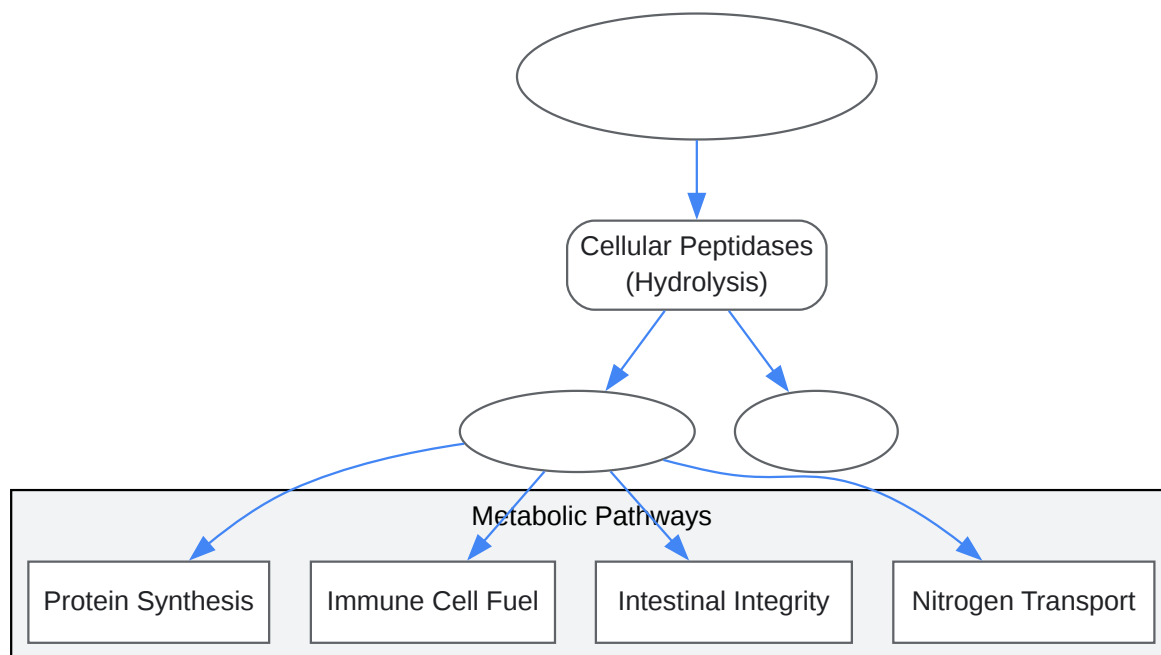 Cellular Peptidases
(Hydrolysis)
Metabolic Pathways
Protein Synthesis
Immune Cell Fuel
Intestinal Integrity
Nitrogen Transport